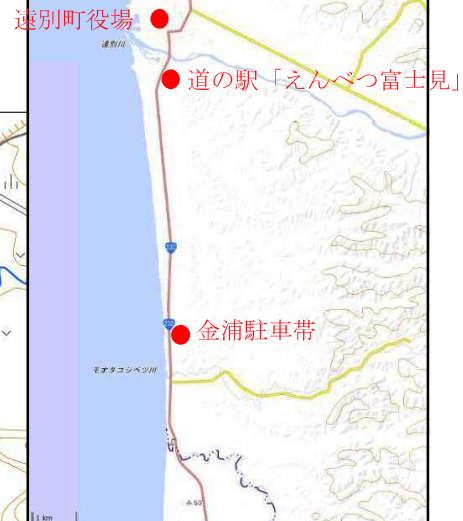 遠別町役場
遠別川
道の駅「えんべつ富士見
232
232
金浦駐車帯
モオタコシベツ川
53
1 km